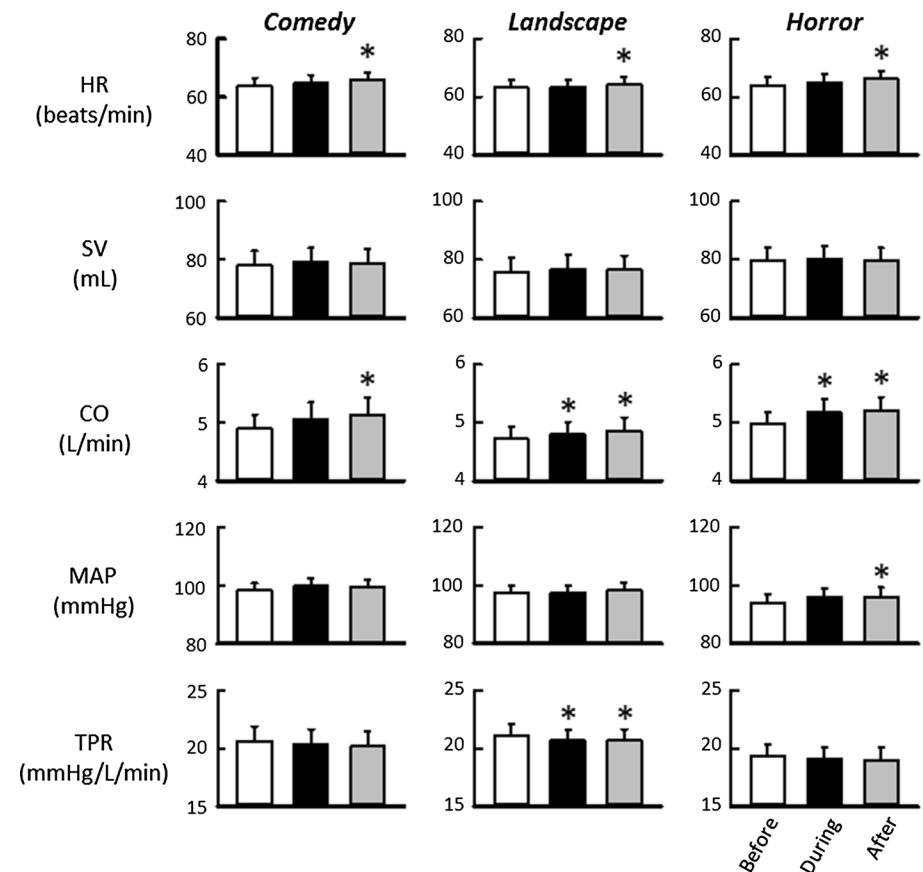 Comedy Landscape Horror
80 80 80
* * *
HR
(beats/min)
60 60 60
40 40 40
100 100 100
SV
(mL)
80 80 80
60 60 60
6 6 6
* * * * *
CO
(L/min)
5 5 5
4 4 4
120 120 120
*
MAP
(mmHg)
100 100 100
80 80 80
25 25 25
* *
TPR
(mmHg/L/min)
20 20 20
15 15 15
Before During After